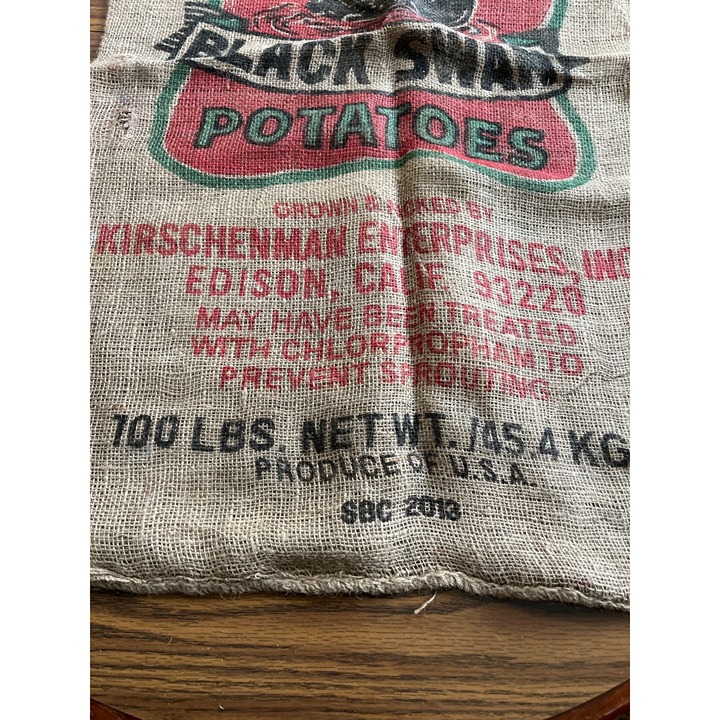 BLACK SWAN
POTATOES
GROWN & PACKED BY
KIRSCHENMAN ENTERPRISES, INC
EDISON, CALIF. 93220
MAY HAVE BEEN TREATED
WITH CHLORPROPHAM TO
PREVENT SPROUTING
100 LBS. NET WT. /45.4 KG
PRODUCE OF U.S.A.
SBC 2013